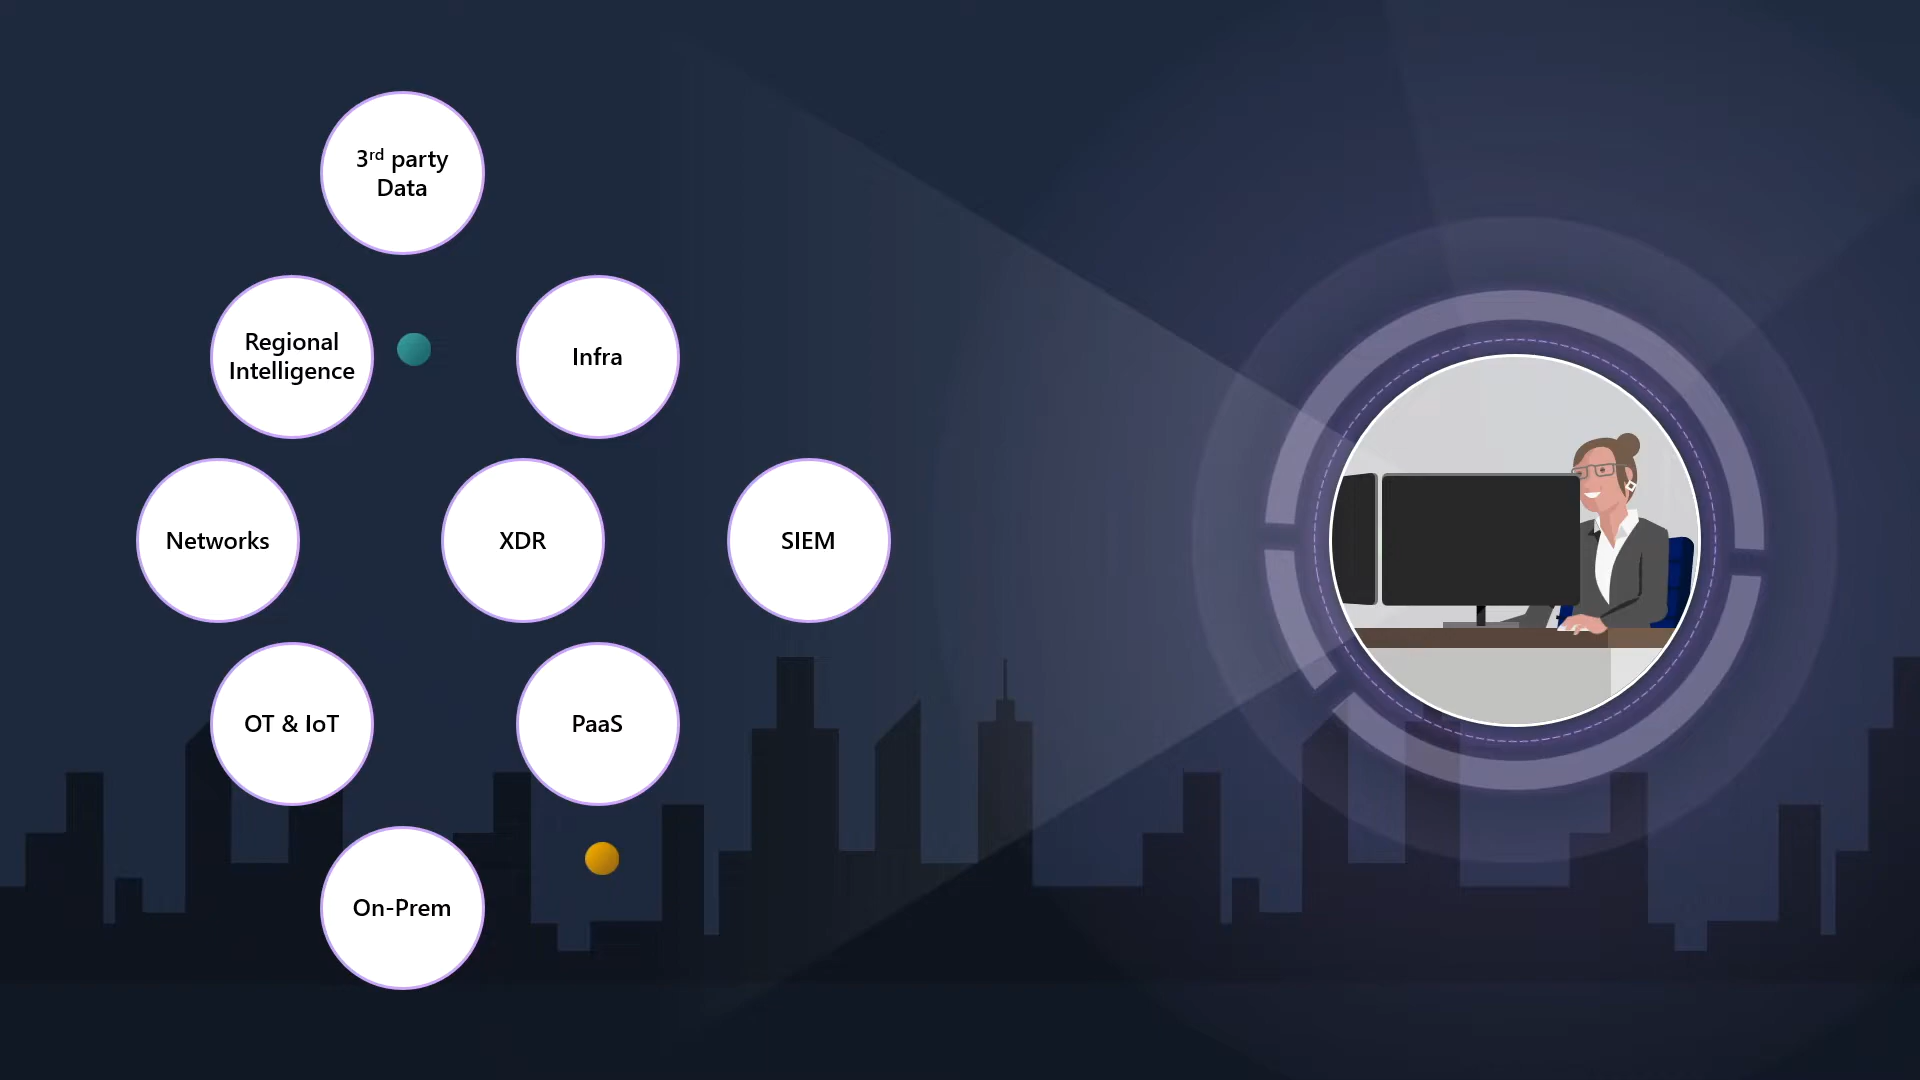 3rd party
Data
Regional
Intelligence
Infra
Networks
XDR
SIEM
OT & IoT
PaaS
On-Prem